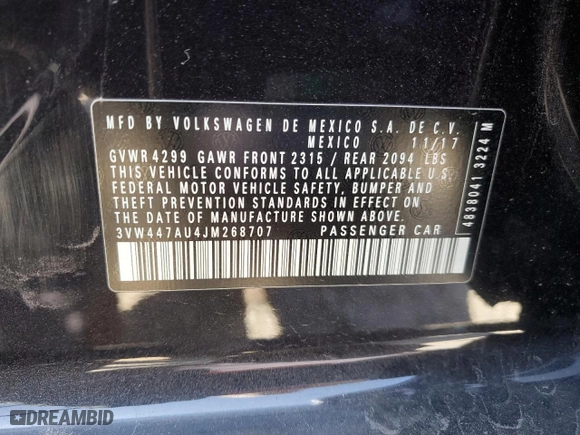 MFD BY VOLKSWAGEN DE MEXICO S.A. DE C.V.
MEXICO 11/17
GVWR 4299 GAWR FRONT 2315 / REAR 2094 LBS
THIS VEHICLE CONFORMS TO ALL APPLICABLE U.S.
FEDERAL MOTOR VEHICLE SAFETY, BUMPER AND
THEFT PREVENTION STANDARDS IN EFFECT ON
THE DATE OF MANUFACTURE SHOWN ABOVE.
3VW447AU4JM268707 PASSENGER CAR
4838041 3224 M
DREAMBID